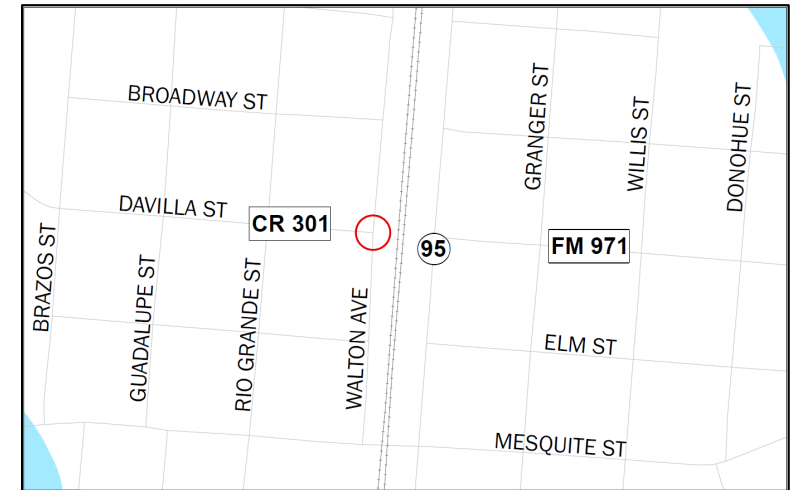 BROADWAY ST
GRANGER ST
WILLIS ST
DONOHUE ST
DAVILLA ST
CR 301
95
FM 971
BRAZOS ST
GUADALUPE ST
RIO GRANDE ST
WALTON AVE
ELM ST
MESQUITE ST